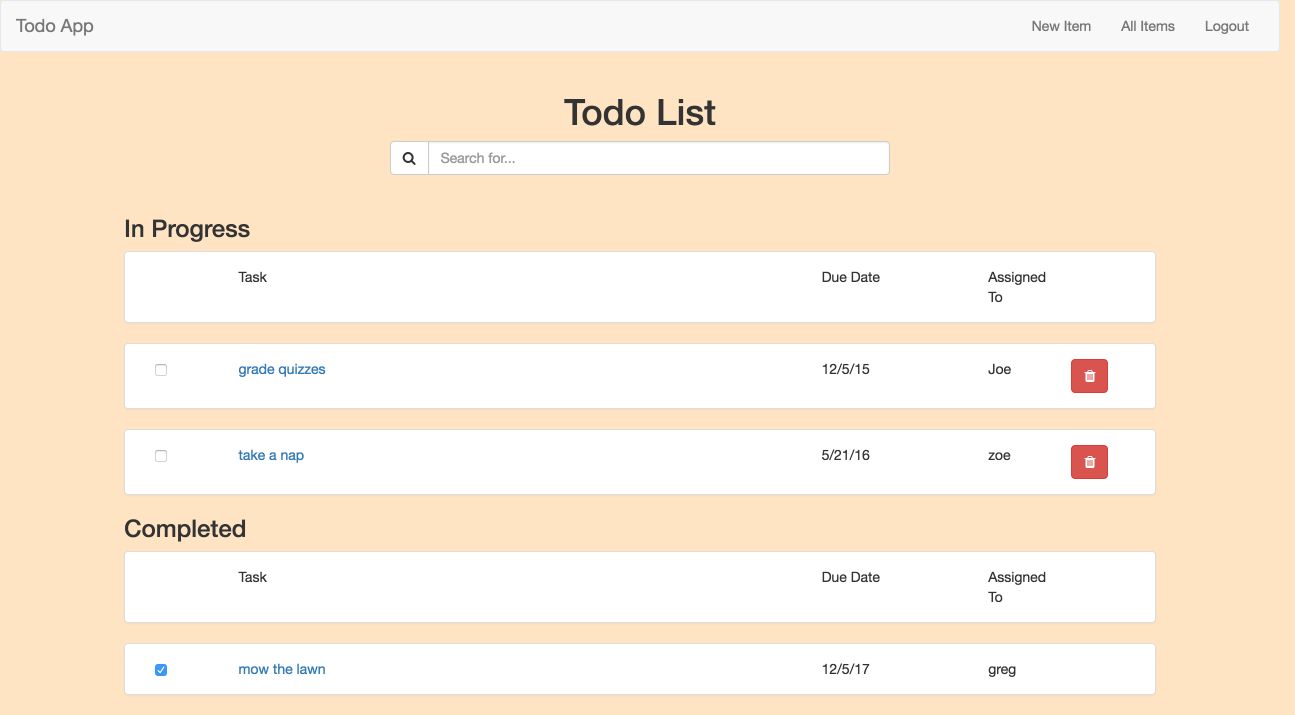 Todo App New Item All Items Logout
Todo List
Search for...
In Progress
Task Due Date Assigned
To
grade quizzes 12/5/15 Joe
take a nap 5/21/16 zoe
Completed
Task Due Date Assigned
To
mow the lawn 12/5/17 greg